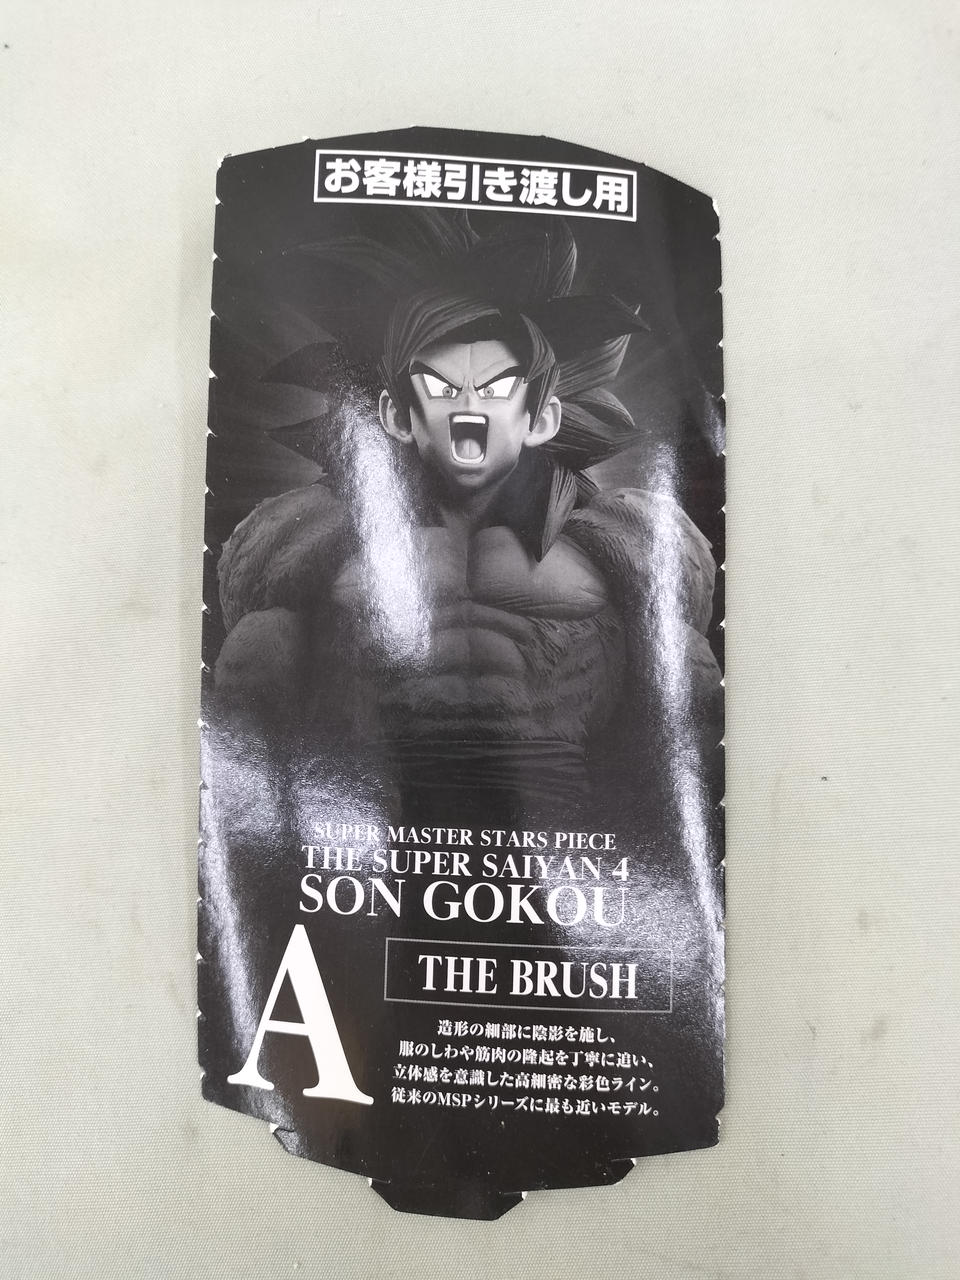 お客様引き渡し用
SUPER MASTER STARS PIECE
THE SUPER SAIYAN 4
SON GOKOU
A
THE BRUSH
造形の細部に陰影を施し、
服のしわや筋肉の隆起を丁寧に追い、
立体感を意識した高細密な彩色ライン。
従来のMSPシリーズに最も近いモデル。